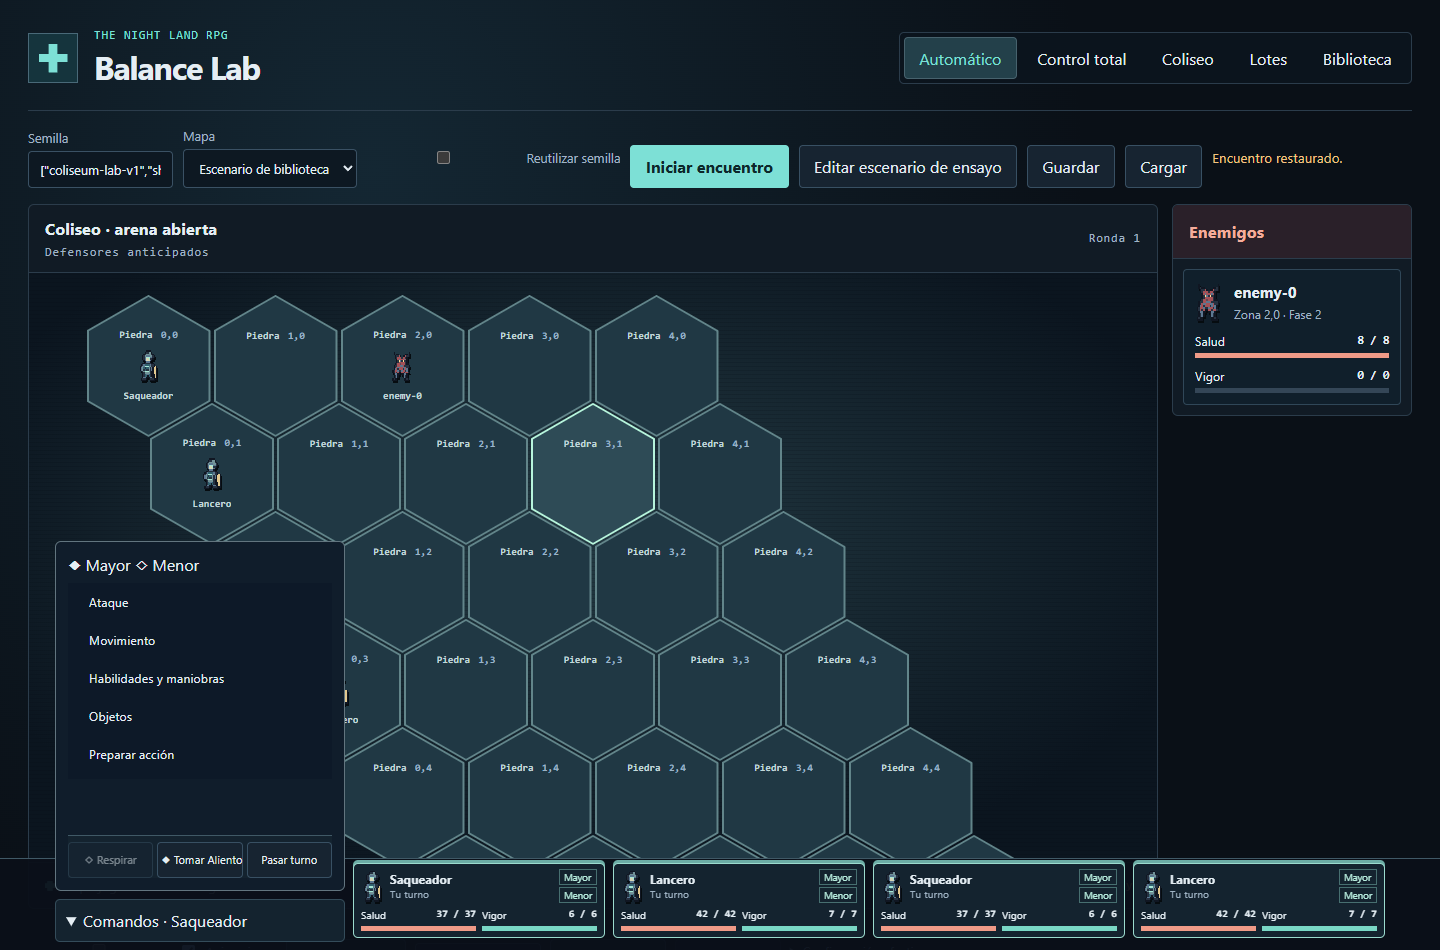 THE NIGHT LAND RPG
Balance Lab
Automático
Control total
Coliseo
Lotes
Biblioteca
Semilla
["coliseum-lab-v1","sl
Mapa
Escenario de biblioteca
Reutilizar semilla
Iniciar encuentro
Editar escenario de ensayo
Guardar
Cargar
Encuentro restaurado.
Coliseo · arena abierta
Defensores anticipados
Ronda 1
Piedra 0,0
Saqueador
Piedra 1,0
Piedra 2,0
enemy-0
Piedra 3,0
Piedra 4,0
Piedra 0,1
Lancero
Piedra 1,1
Piedra 2,1
Piedra 3,1
Piedra 4,1
Piedra 1,2
Piedra 2,2
Piedra 3,2
Piedra 4,2
0,3
ero
Piedra 1,3
Piedra 2,3
Piedra 3,3
Piedra 4,3
Piedra 0,4
Piedra 1,4
Piedra 2,4
Piedra 3,4
Piedra 4,4
Enemigos
enemy-0
Zona 2,0 · Fase 2
Salud 8 / 8
Vigor 0 / 0
◆ Mayor ◇ Menor
Ataque
Movimiento
Habilidades y maniobras
Objetos
Preparar acción
◇ Respirar
◆ Tomar Aliento
Pasar turno
▼ Comandos · Saqueador
Saqueador
Tu turno
Mayor
Menor
Salud 37 / 37 Vigor 6 / 6
Lancero
Tu turno
Mayor
Menor
Salud 42 / 42 Vigor 7 / 7
Saqueador
Tu turno
Mayor
Menor
Salud 37 / 37 Vigor 6 / 6
Lancero
Tu turno
Mayor
Menor
Salud 42 / 42 Vigor 7 / 7